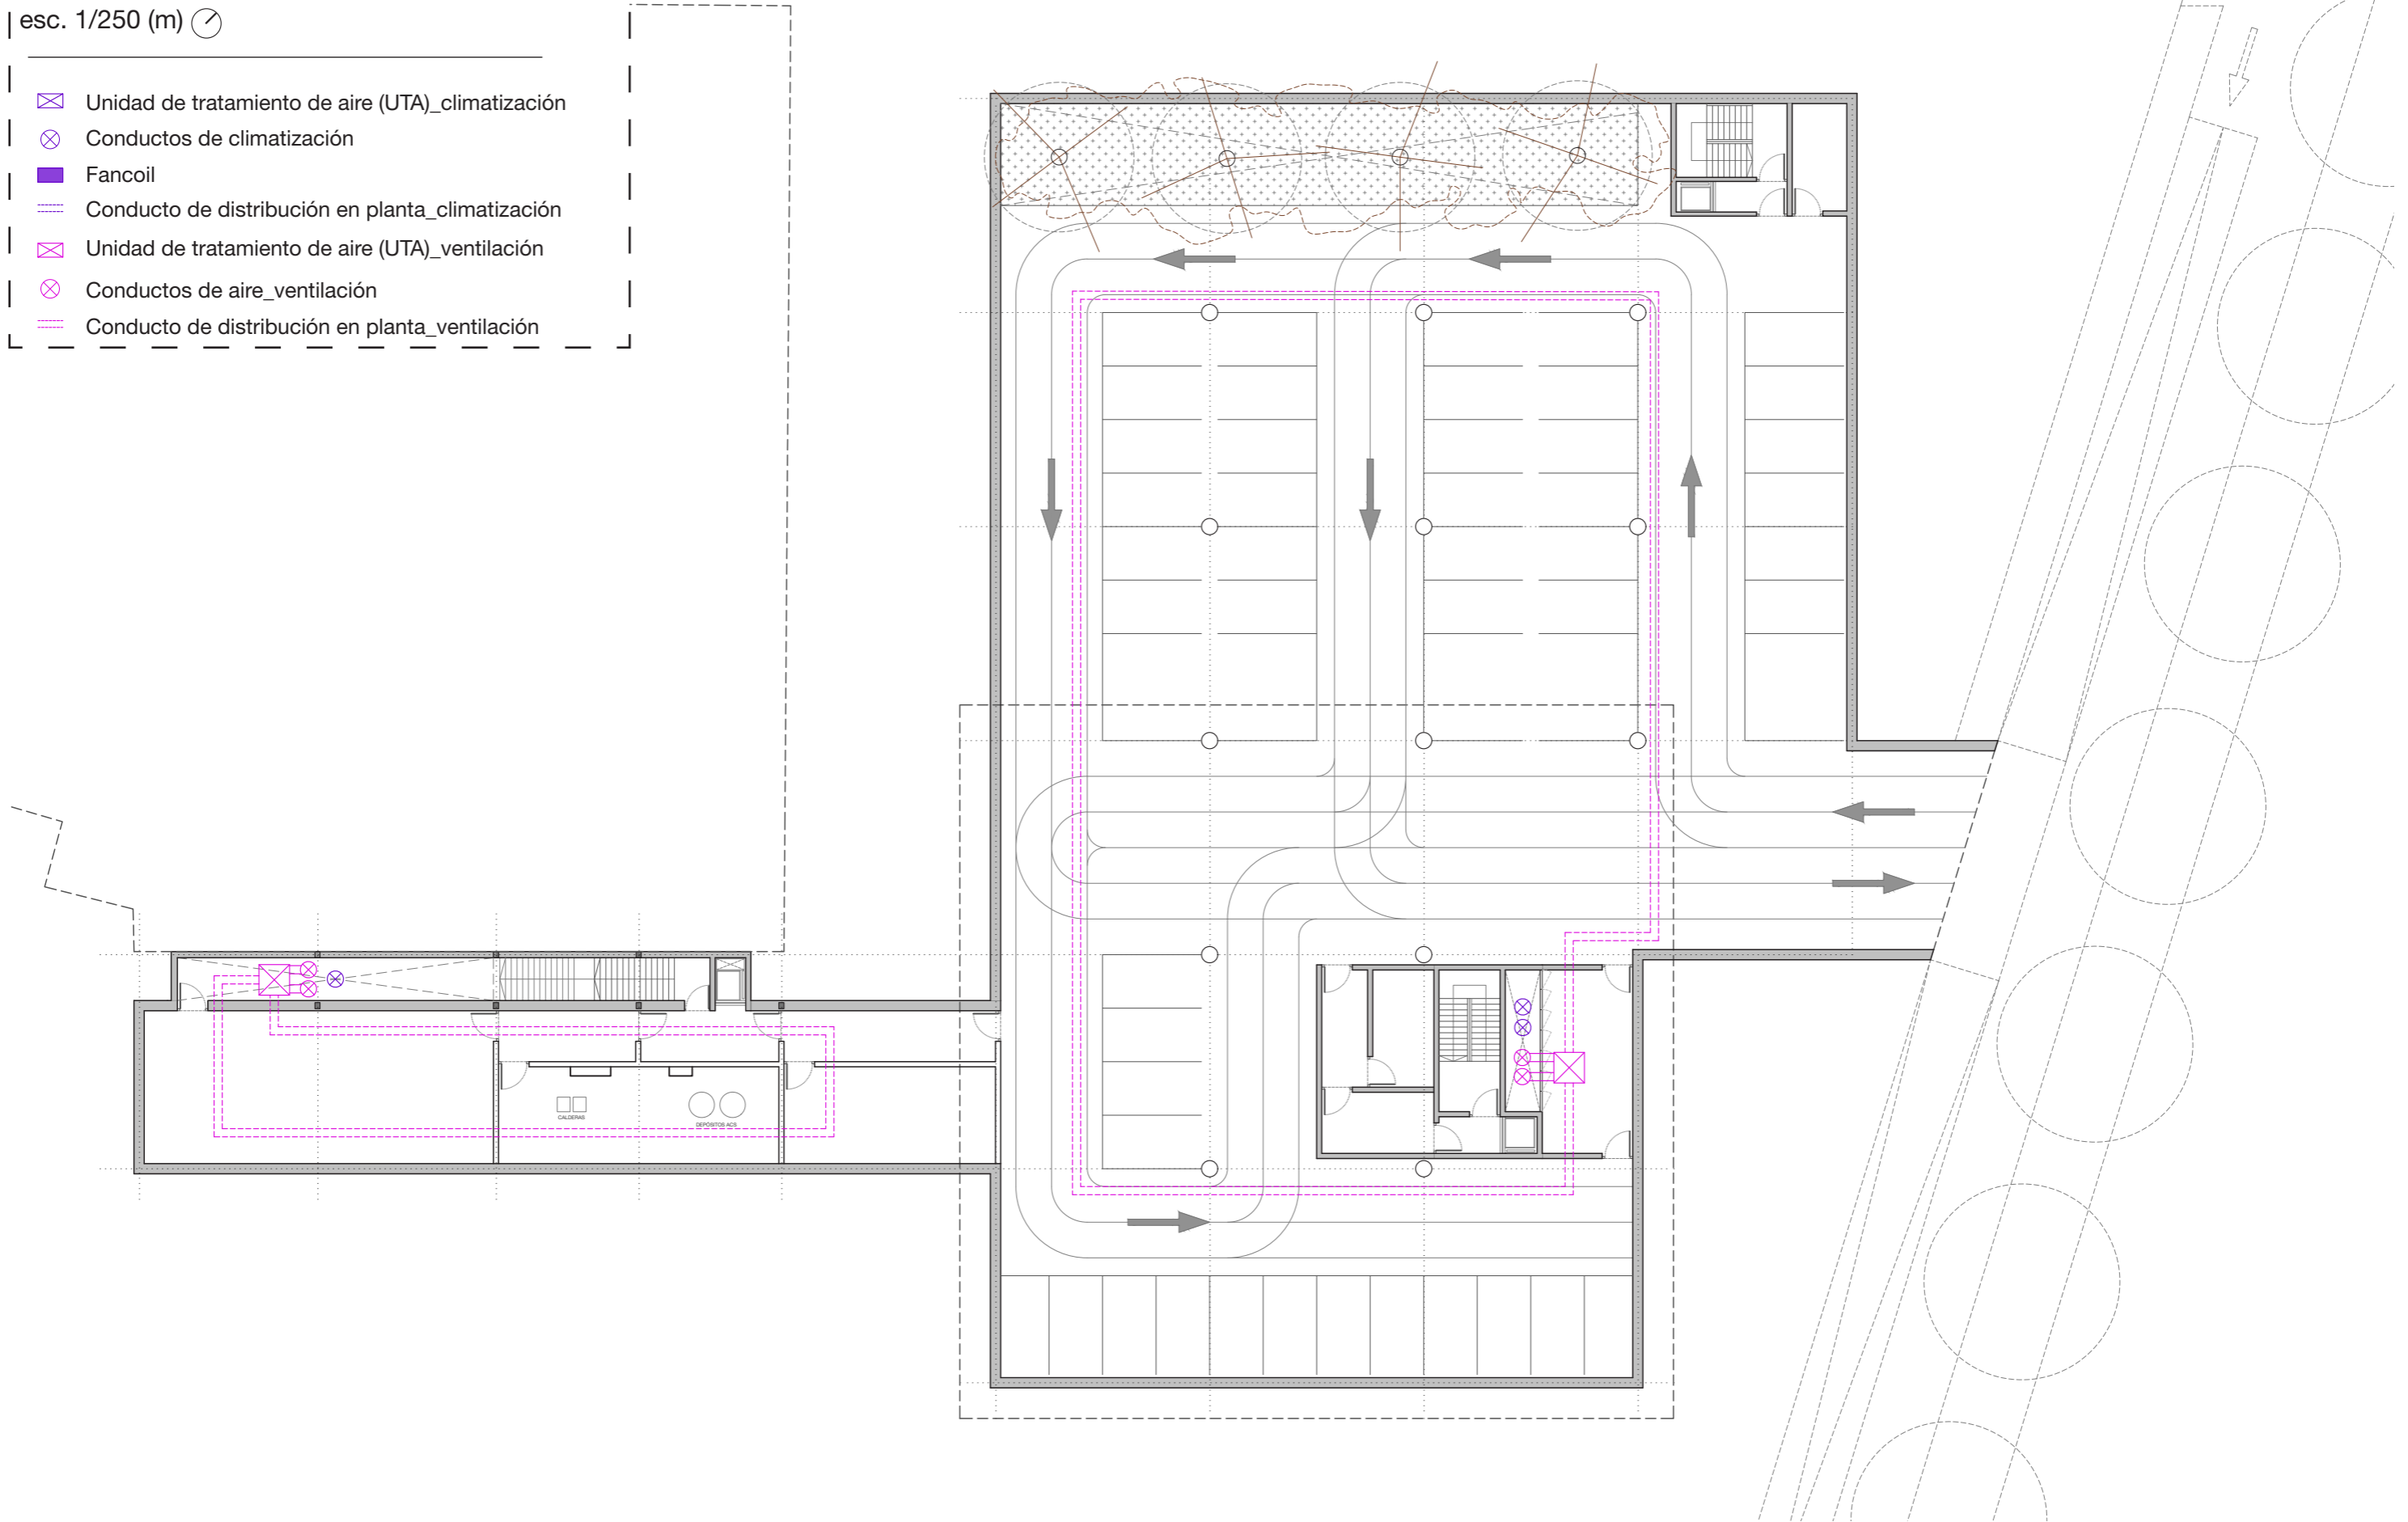 esc. 1/250 (m)
Unidad de tratamiento de aire (UTA)_climatización
Conductos de climatización
Fancoil
Conducto de distribución en planta_climatización
Unidad de tratamiento de aire (UTA)_ventilación
Conductos de aire_ventilación
Conducto de distribución en planta_ventilación
CALDERAS
DEPÓSITOS ACS